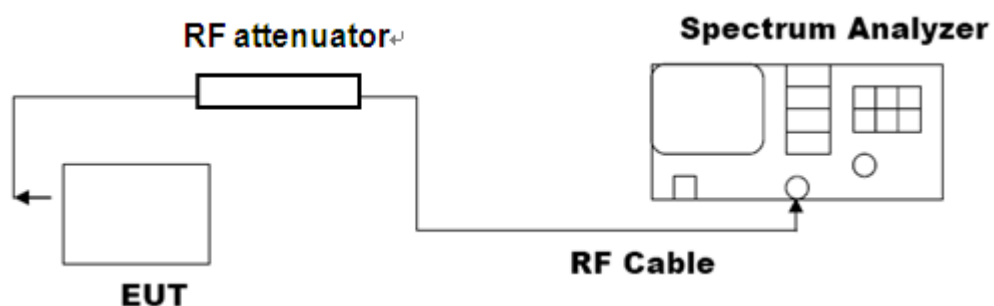 RF attenuator↵
Spectrum Analyzer
RF Cable
EUT